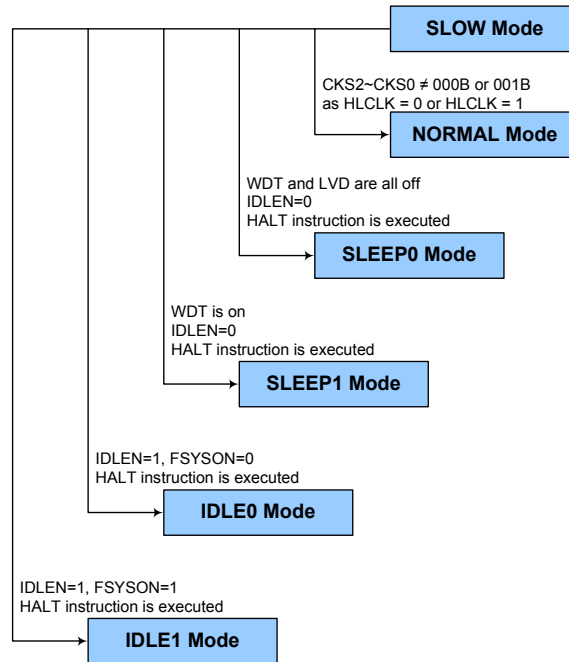 SLOW Mode
CKS2~CKS0 ≠ 000B or 001B
as HLCLK = 0 or HLCLK = 1
NORMAL Mode
WDT and LVD are all off
IDLEN=0
HALT instruction is executed
SLEEP0 Mode
WDT is on
IDLEN=0
HALT instruction is executed
SLEEP1 Mode
IDLEN=1, FSYSON=0
HALT instruction is executed
IDLE0 Mode
IDLEN=1, FSYSON=1
HALT instruction is executed
IDLE1 Mode